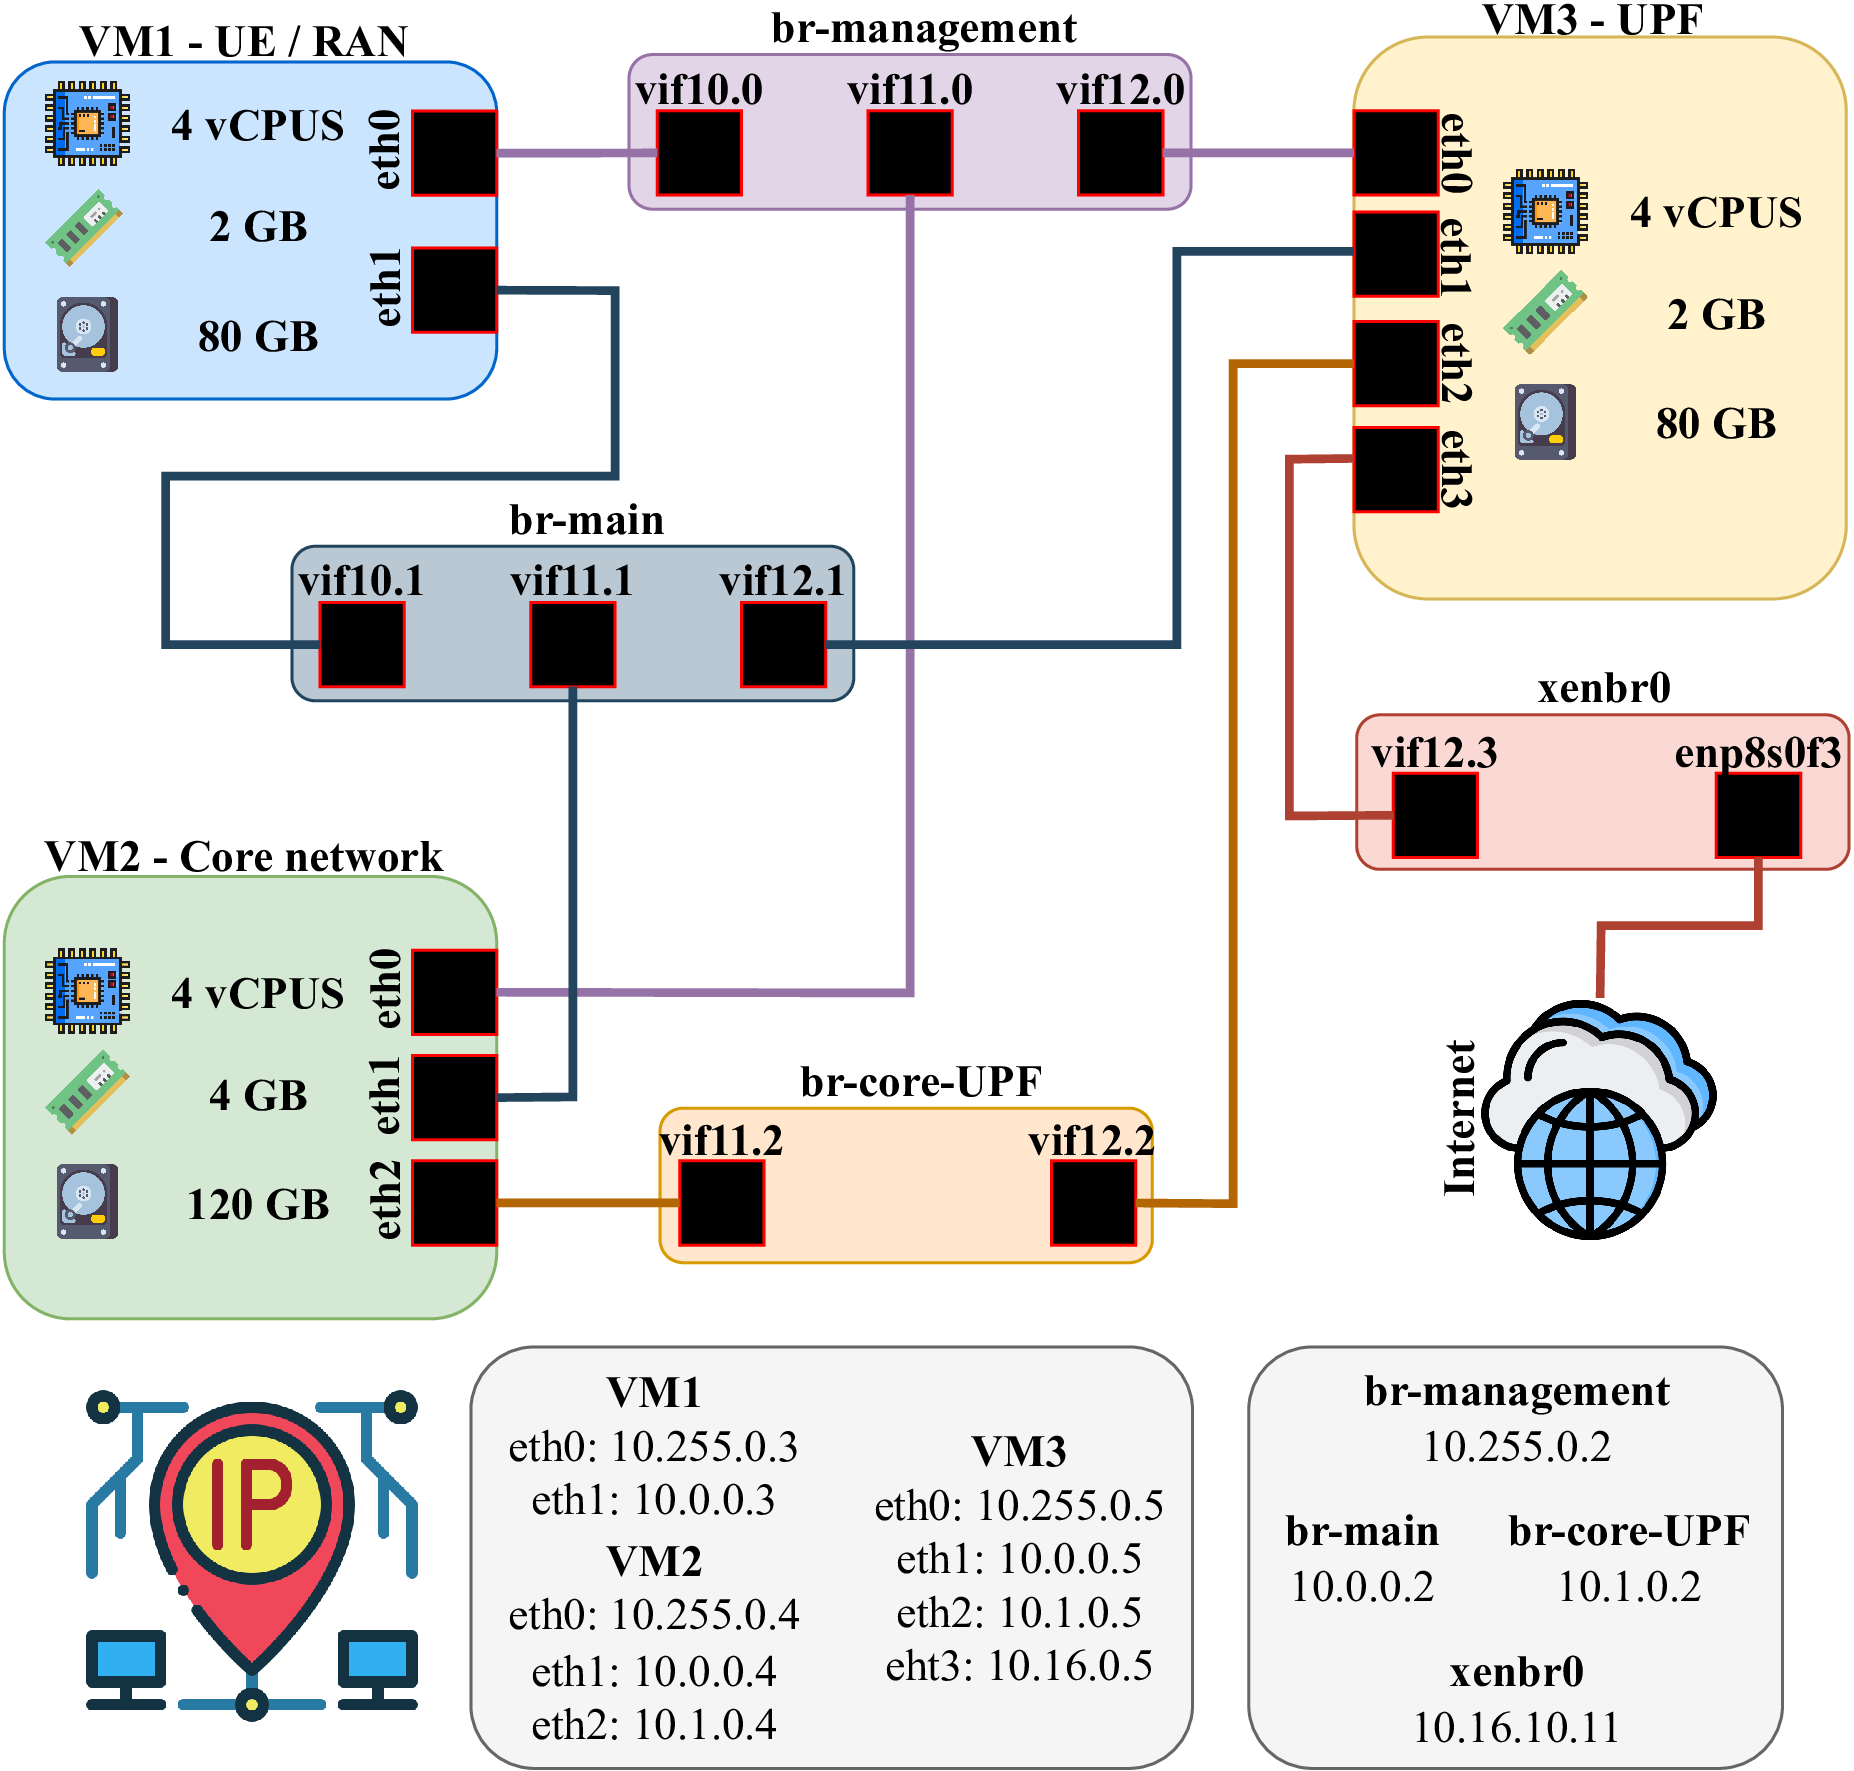 VM1 - UE / RAN
4 vCPUS
2 GB
80 GB
eth0
eth1
br-management
vif10.0
vif11.0
vif12.0
VM3 - UPF
eth0
eth1
eth2
eth3
4 vCPUS
2 GB
80 GB
br-main
vif10.1
vif11.1
vif12.1
xenbr0
vif12.3
enp8s0f3
VM2 - Core network
4 vCPUS
4 GB
120 GB
eth0
eth1
eth2
br-core-UPF
vif11.2
vif12.2
Internet
IP
VM1
eth0: 10.255.0.3
eth1: 10.0.0.3
VM2
eth0: 10.255.0.4
eth1: 10.0.0.4
eth2: 10.1.0.4
VM3
eth0: 10.255.0.5
eth1: 10.0.0.5
eth2: 10.1.0.5
eht3: 10.16.0.5
br-management
10.255.0.2
br-main
10.0.0.2
br-core-UPF
10.1.0.2
xenbr0
10.16.10.11